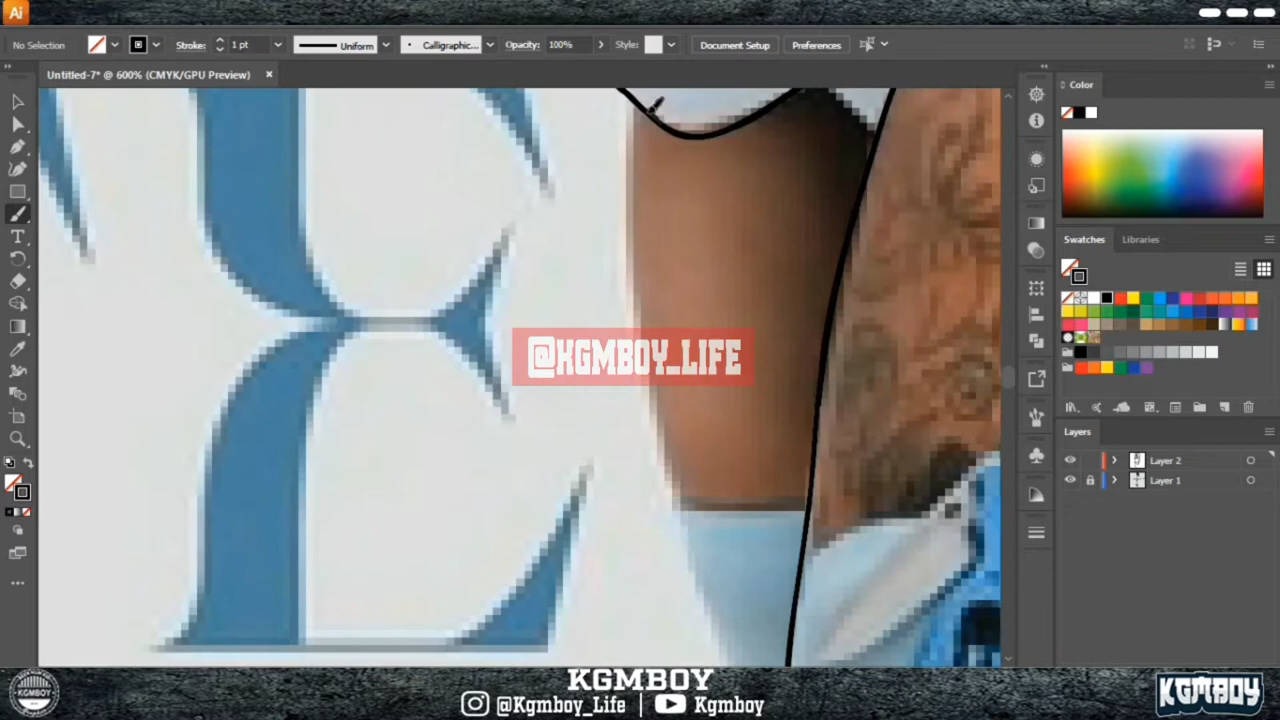 Ai
No Selection
Stroke:
1 pt
Uniform
Calligraphic...
Opacity:
100%
Style:
Document Setup
Preferences
Untitled-7* @ 600% (CMYK/GPU Preview)
Color
Swatches
Libraries
Layers
Layer 2
Layer 1
E
@KGMBOY_LIFE
KGMBOY
@Kgmboy_Life | Kgmboy
KGMBOY
KGMBOY